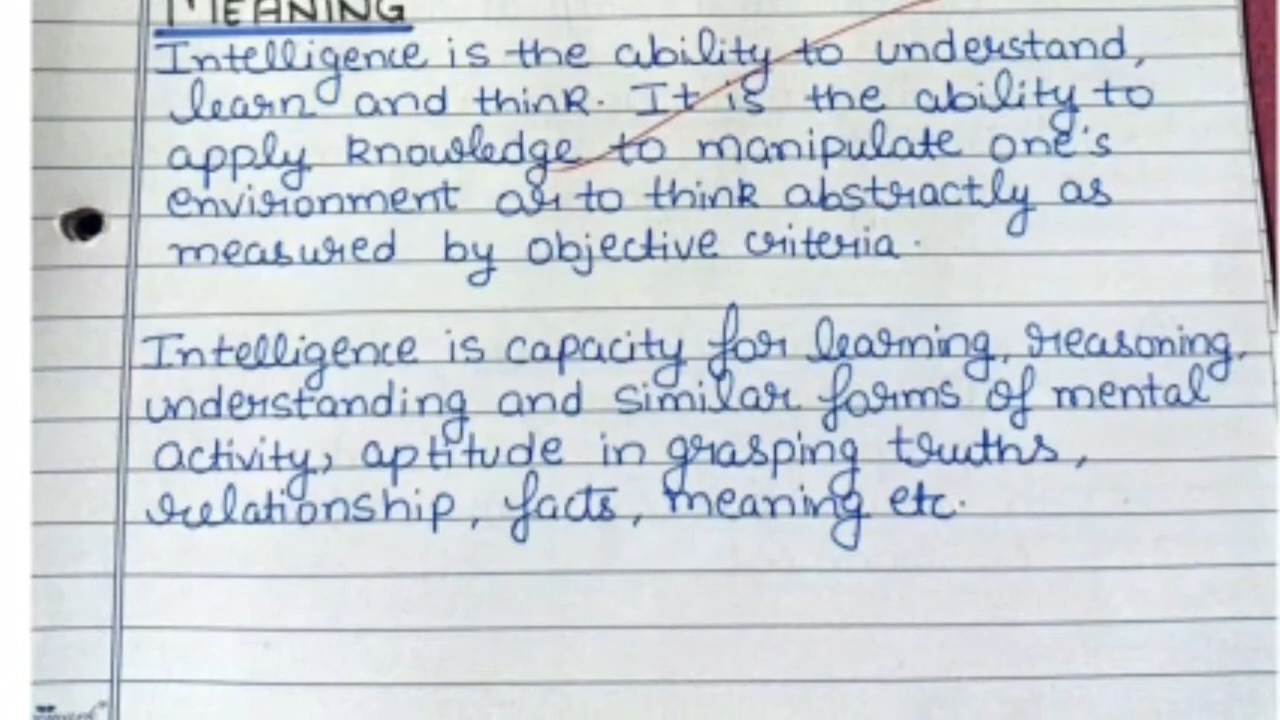 MEANING
Intelligence is the ability to understand,
learn and think. It is the ability to
apply knowledge to manipulate one's
environment or to think abstractly as
measured by objective criteria.
Intelligence is capacity for learning, reasoning,
understanding and similar forms of mental
activity, aptitude in grasping truths,
relationship, facts, meaning etc.